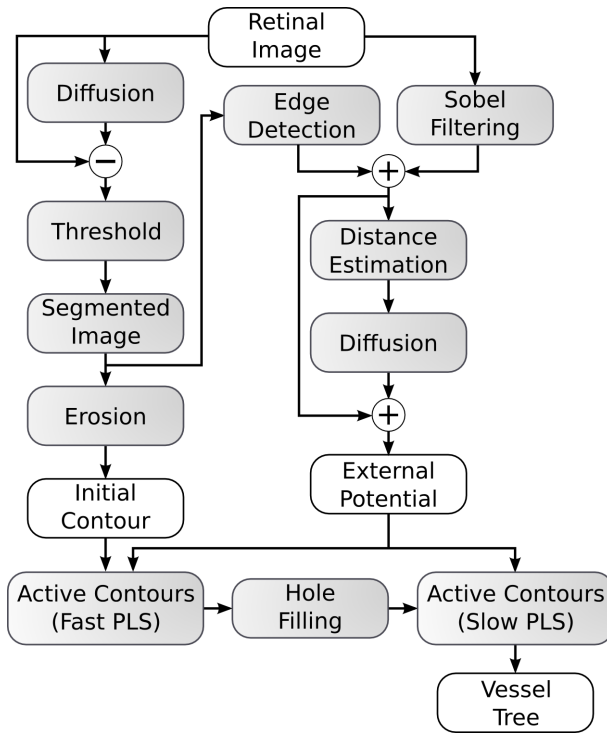 Retinal
Image
Diffusion
Edge
Detection
Sobel
Filtering
−
+
Threshold
Distance
Estimation
Segmented
Image
Diffusion
Erosion
+
External
Potential
Initial
Contour
Active Contours
(Fast PLS)
Hole
Filling
Active Contours
(Slow PLS)
Vessel
Tree